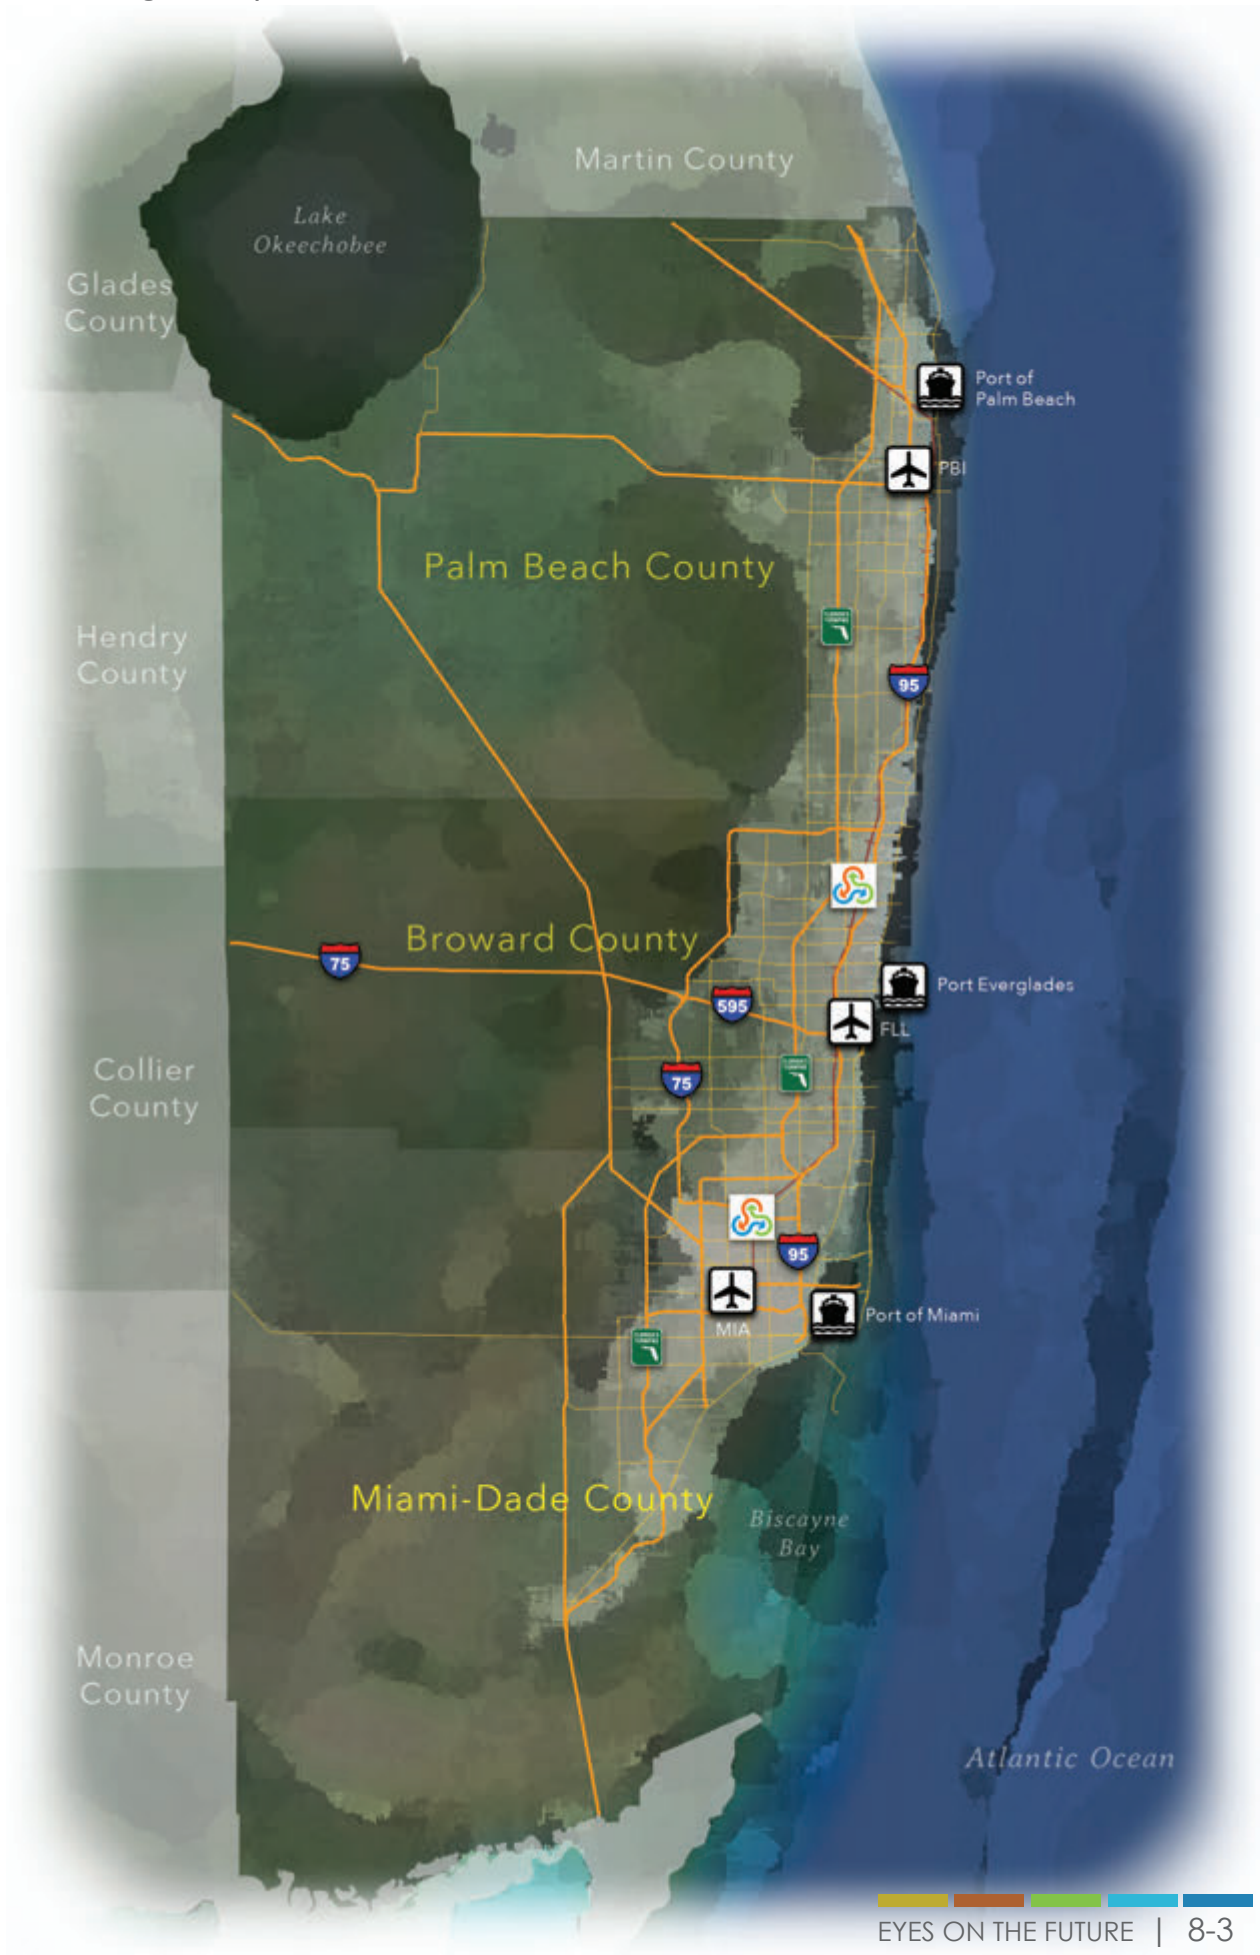 Martin County
Lake
Okeechobee
Glades
County
Port of
Palm Beach
PBI
Palm Beach County
Hendry
County
95
Broward County
75
595
Port Everglades
FLL
75
Collier
County
95
MIA
Port of Miami
Miami-Dade County
Biscayne
Bay
Monroe
County
Atlantic Ocean
EYES ON THE FUTURE | 8-3